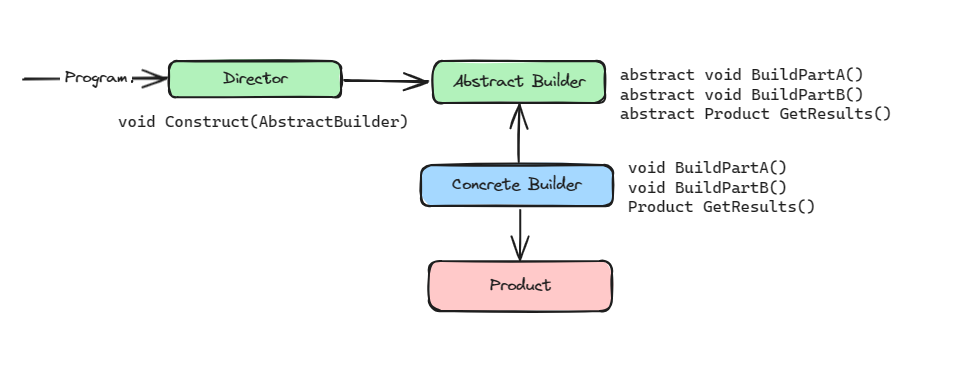 Program.
Director
Abstract Builder
abstract void BuildPartA()
abstract void BuildPartB()
abstract Product GetResults()
void Construct(AbstractBuilder)
Concrete Builder
void BuildPartA()
void BuildPartB()
Product GetResults()
Product